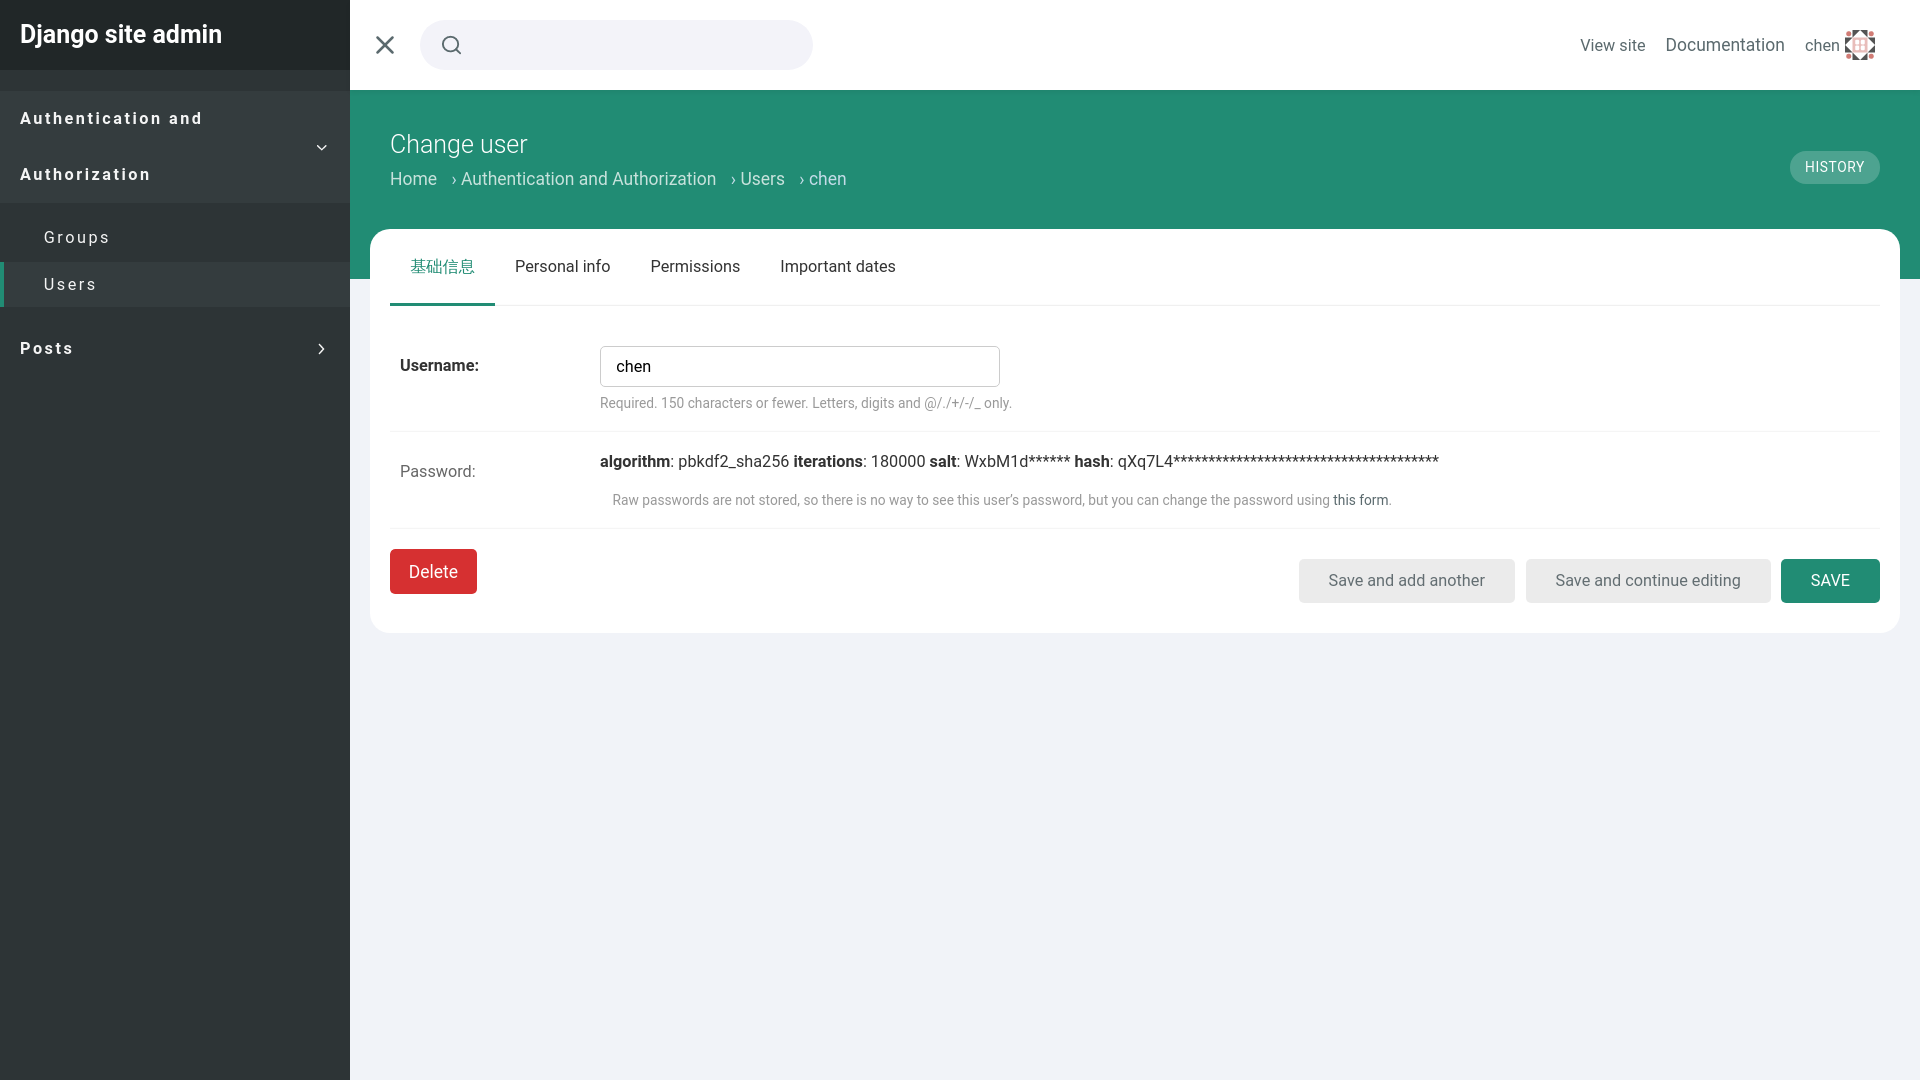 Django site admin
View site
Documentation
chen
Authentication and
Authorization
Groups
Users
Posts
Change user
Home › Authentication and Authorization › Users › chen
HISTORY
基础信息
Personal info
Permissions
Important dates
Username:
chen
Required. 150 characters or fewer. Letters, digits and @/./+/-/_ only.
Password:
algorithm: pbkdf2_sha256 iterations: 180000 salt: WxbM1d****** hash: qXq7L4**************************************
Raw passwords are not stored, so there is no way to see this user’s password, but you can change the password using this form.
Delete
Save and add another
Save and continue editing
SAVE